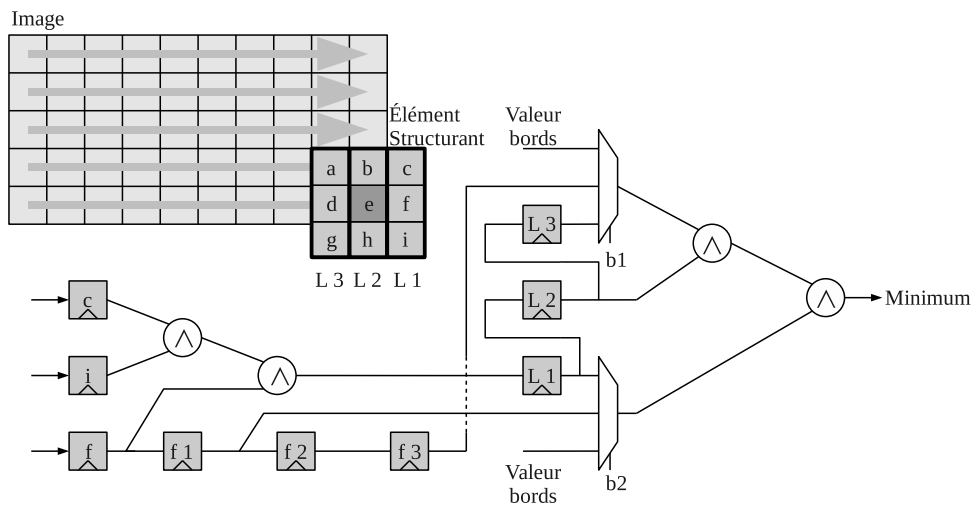 Image
Élément
Structurant
a b c
d e f
g h i
L 3 L 2 L 1
Valeur
bords
L 3
b1
L 2
Minimum
c
i
L 1
f
f 1
f 2
f 3
Valeur
bords
b2